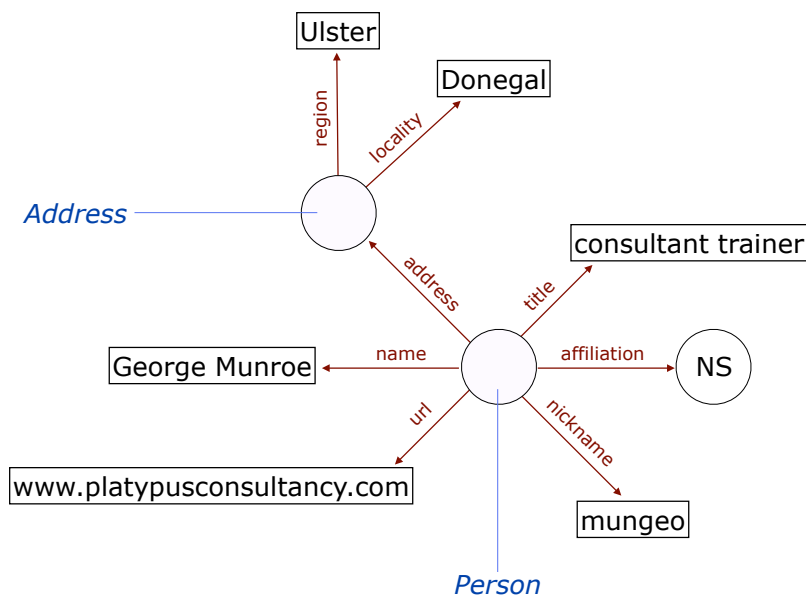 Ulster
Donegal
region
locality
Address
consultant trainer
address
title
George Munroe
name
affiliation
NS
url
nickname
www.platypusconsultancy.com
mungeo
Person